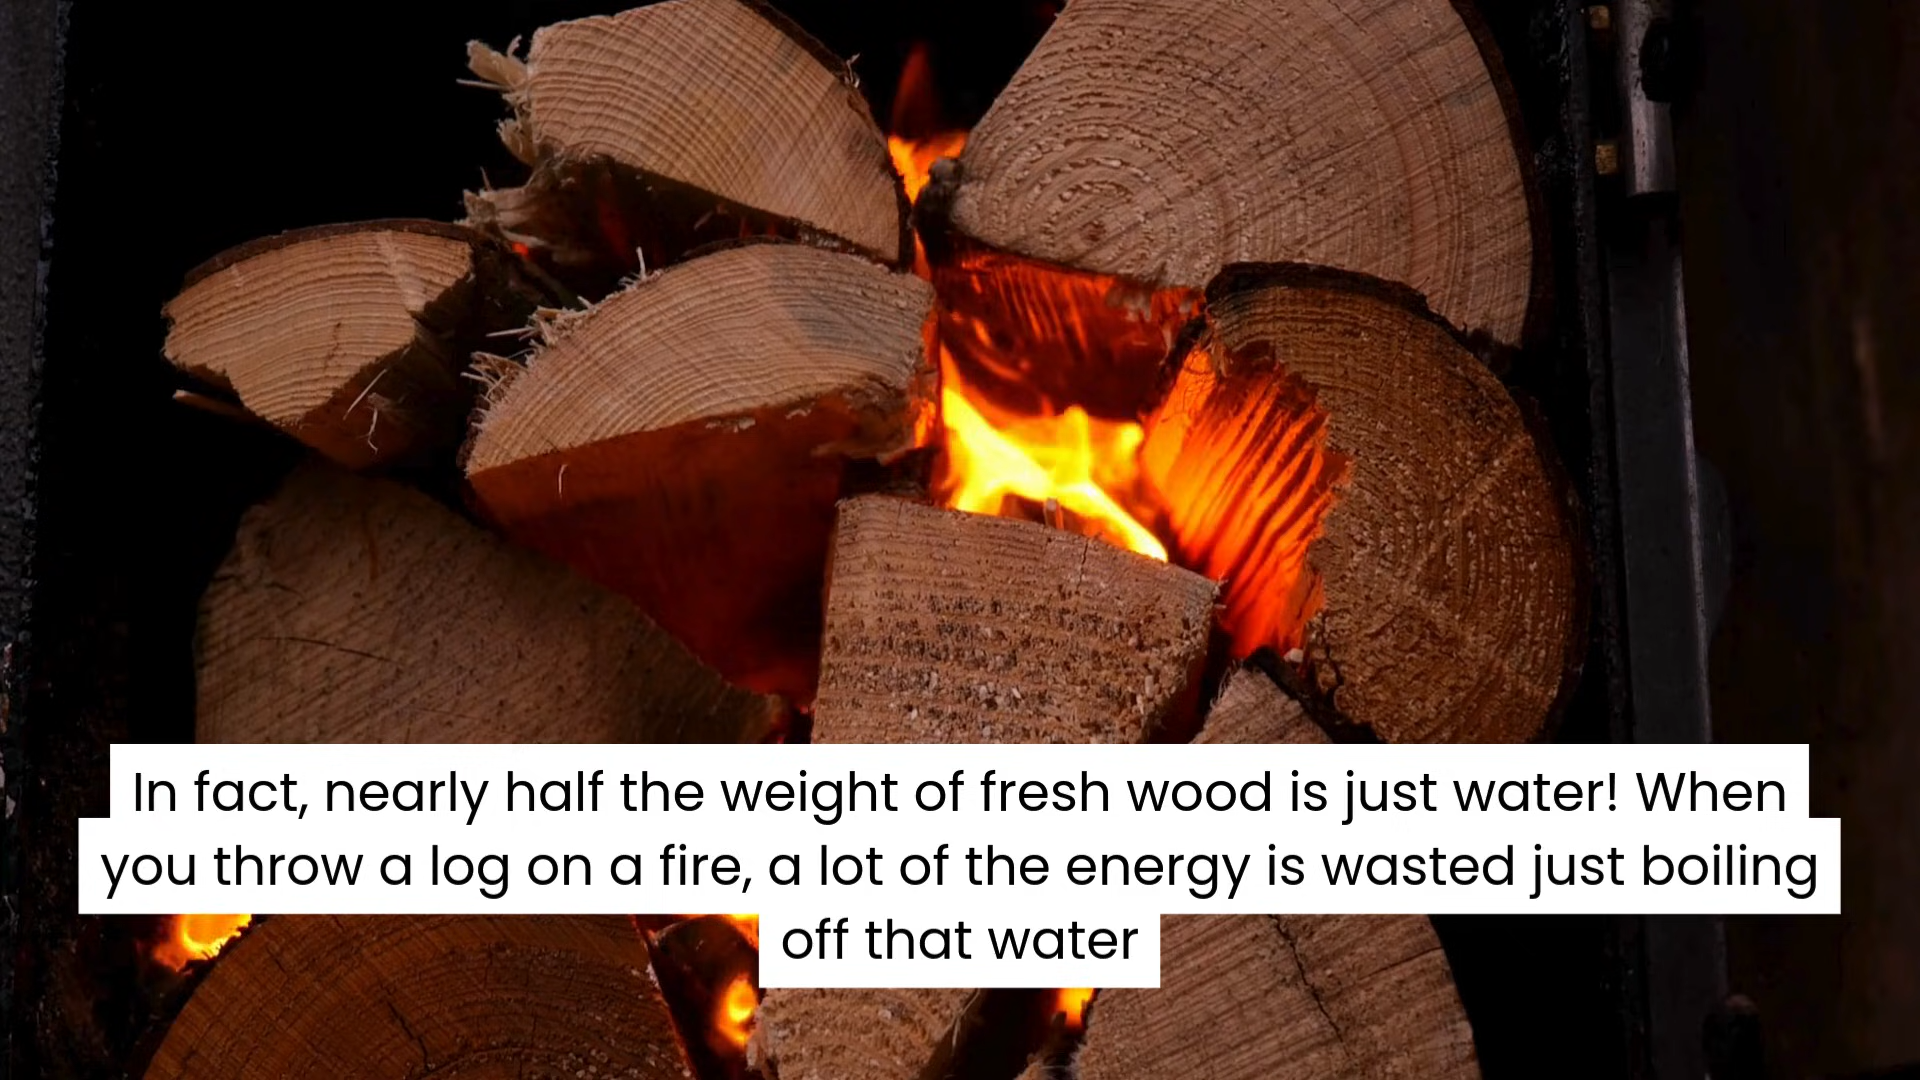 In fact, nearly half the weight of fresh wood is just water! When
you throw a log on a fire, a lot of the energy is wasted just boiling
off that water